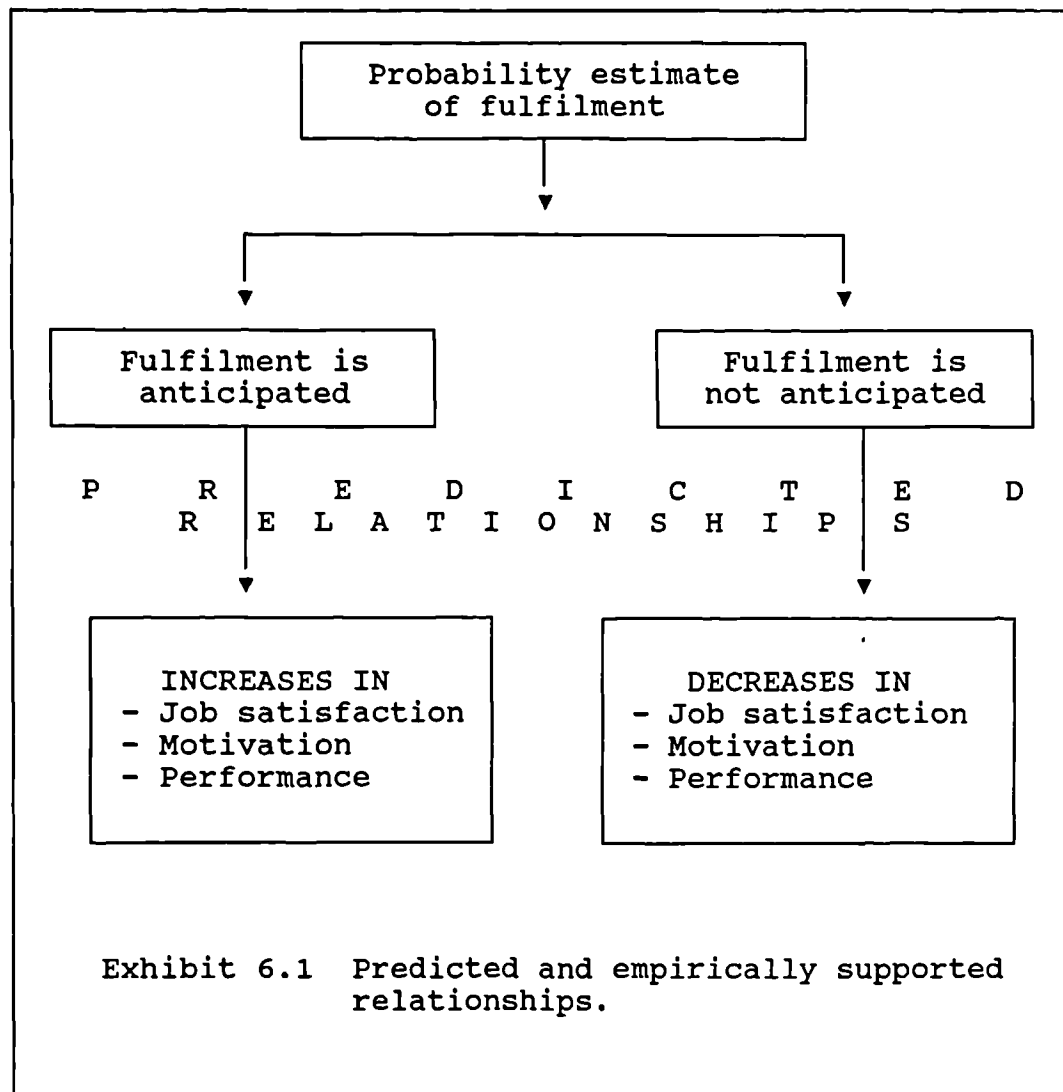 Probability estimate
of fulfilment
Fulfilment is
anticipated
Fulfilment is
not anticipated
P R E D I C T E D
R E L A T I O N S H I P S
INCREASES IN
- Job satisfaction
- Motivation
- Performance
DECREASES IN
- Job satisfaction
- Motivation
- Performance
Exhibit 6.1 Predicted and empirically supported
relationships.